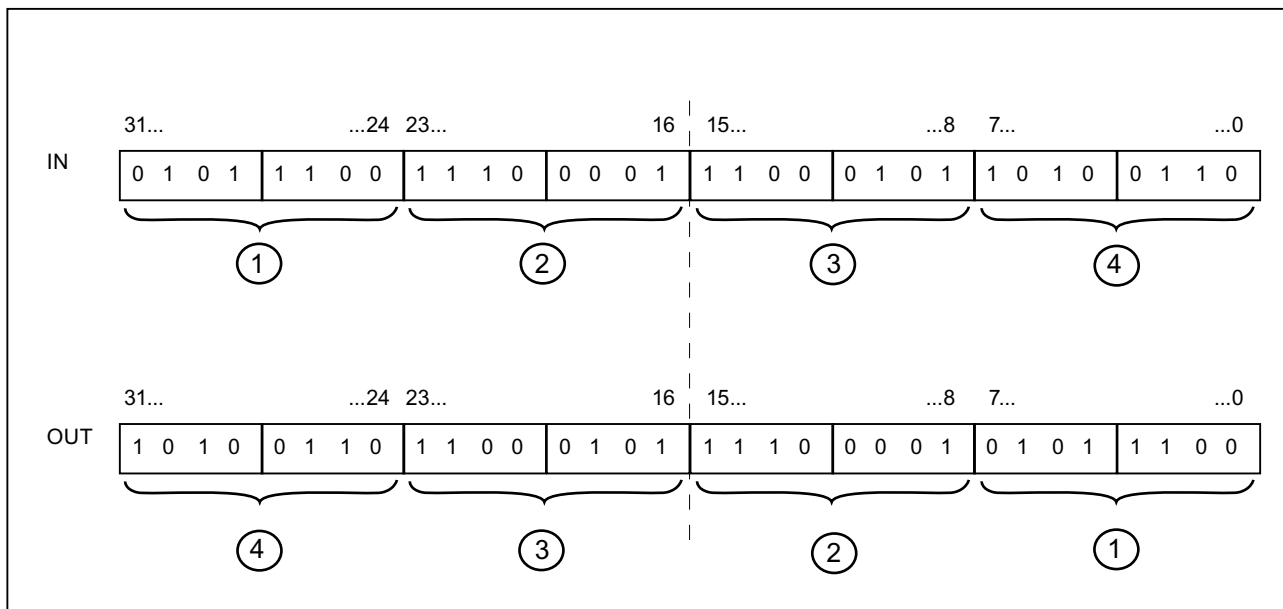 31... ...24 23... 16 15... ...8 7... ...0
IN 0 1 0 1 1 1 0 0 1 1 1 0 0 0 0 1 1 1 0 0 0 1 0 1 1 0 1 0 0 1 1 0
1 2 3 4
31... ...24 23... 16 15... ...8 7... ...0
OUT 1 0 1 0 0 1 1 0 1 1 0 0 0 1 0 1 1 1 1 0 0 0 0 1 0 1 0 1 1 1 0 0
4 3 2 1